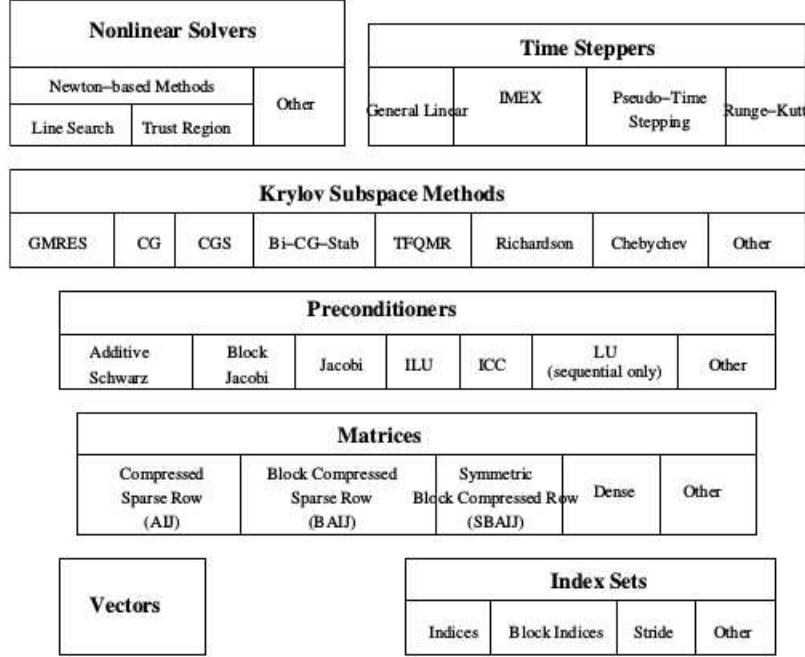 Nonlinear Solvers
Newton–based Methods
Other
Line Search
Trust Region
Time Steppers
General Linear
IMEX
Pseudo–Time
Stepping
Runge–Kutt
Krylov Subspace Methods
GMRES
CG
CGS
Bi–CG–Stab
TFQMR
Richardson
Chebychev
Other
Preconditioners
Additive
Schwarz
Block
Jacobi
Jacobi
ILU
ICC
LU
(sequential only)
Other
Matrices
Compressed
Sparse Row
(AIJ)
Block Compressed
Sparse Row
(BAIJ)
Symmetric
Block Compressed Row
(SBAIJ)
Dense
Other
Vectors
Index Sets
Indices
Block Indices
Stride
Other